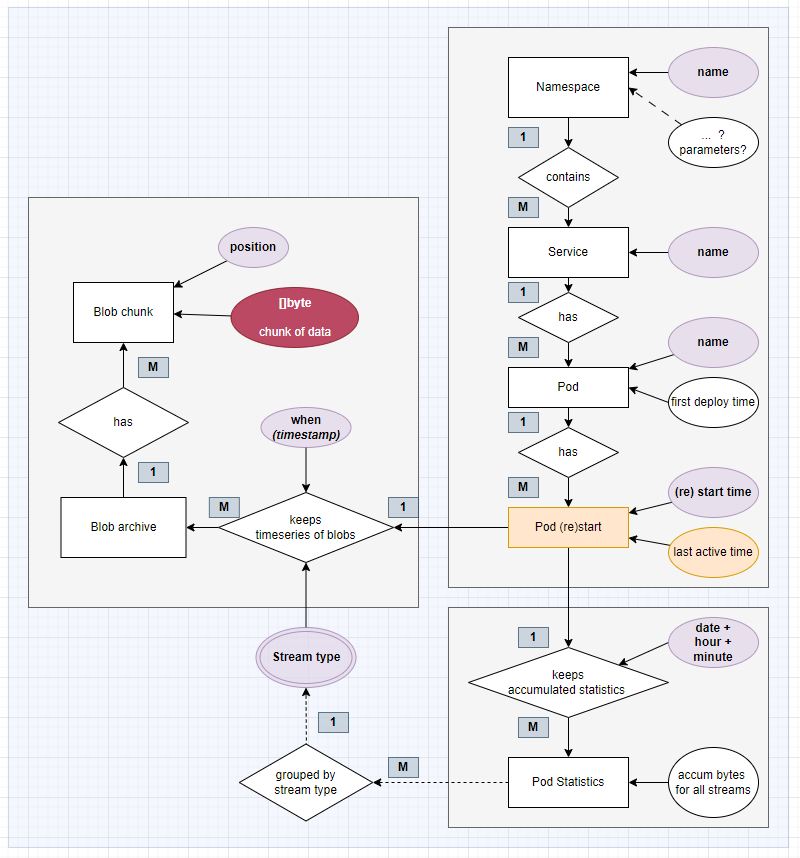 Namespace
name
... ?
parameters?
1
contains
M
Service
name
1
has
M
Pod
name
first deploy time
1
has
M
Pod (re)start
(re) start time
last active time
position
Blob chunk
[]byte
chunk of data
M
has
1
Blob archive
when
(timestamp)
M
keeps
timeseries of blobs
1
Stream type
1
grouped by
stream type
M
1
date +
hour +
minute
keeps
accumulated statistics
M
Pod Statistics
accum bytes
for all streams